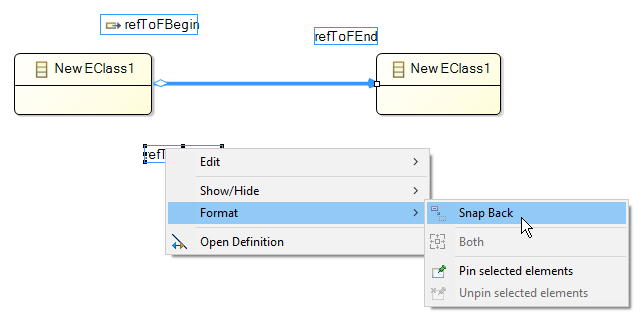 refToFBegin
refToFEnd
New EClass1
New EClass1
Edit
Show/Hide
Format
Open Definition
Snap Back
Both
Pin selected elements
Unpin selected elements